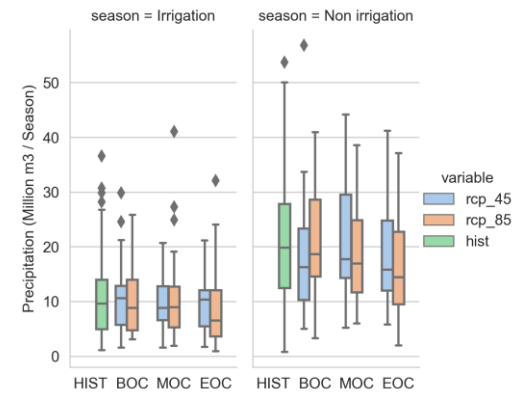 season = Irrigation
season = Non irrigation
Precipitation (Million m3 / Season)
50
40
30
20
10
0
HIST BOC MOC EOC
HIST BOC MOC EOC
variable
rcp_45
rcp_85
hist